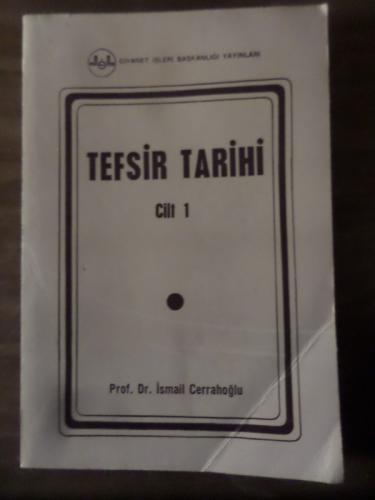 DİYANET İŞLERİ BAŞKANLIĞI YAYINLARI
TEFSİR TARİHİ
Cilt 1
Prof. Dr. İsmail Cerrahoğlu